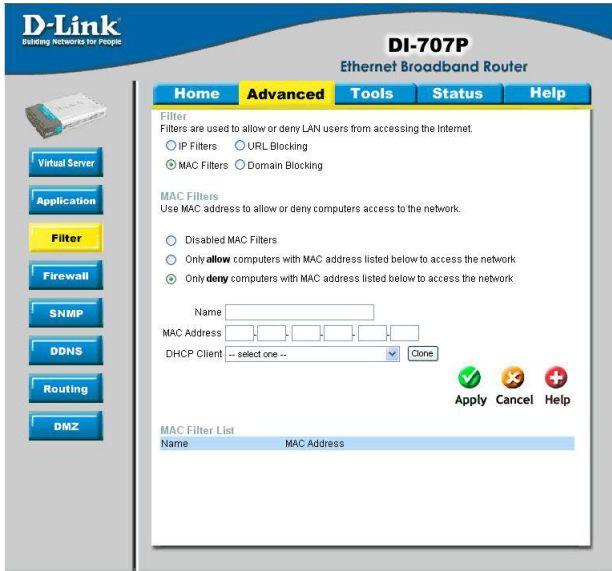 D-Link
Building Networks for People
DI-707P
Ethernet Broadband Router
Home Advanced Tools Status Help
Virtual Server
Application
Filter
Firewall
SNMP
DDNS
Routing
DMZ
Filter
Filters are used to allow or deny LAN users from accessing the Internet.
IP Filters URL Blocking
MAC Filters Domain Blocking
MAC Filters
Use MAC address to allow or deny computers access to the network.
Disabled MAC Filters
Only allow computers with MAC address listed below to access the network
Only deny computers with MAC address listed below to access the network
Name
MAC Address - - - - -
DHCP Client -- select one -- Clone
Apply Cancel Help
MAC Filter List
Name MAC Address